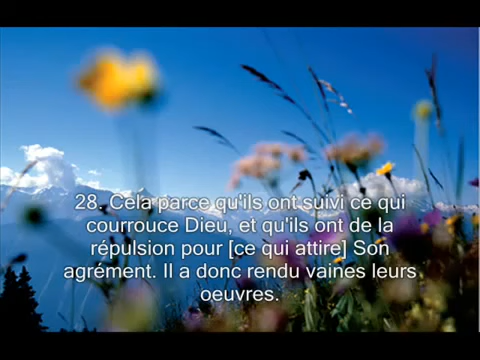 28. Cela parce qu'ils ont suivi ce qui
courrouce Dieu, et qu'ils ont de la
répulsion pour [ce qui attire] Son
agrément. Il a donc rendu vaines leurs
oeuvres.